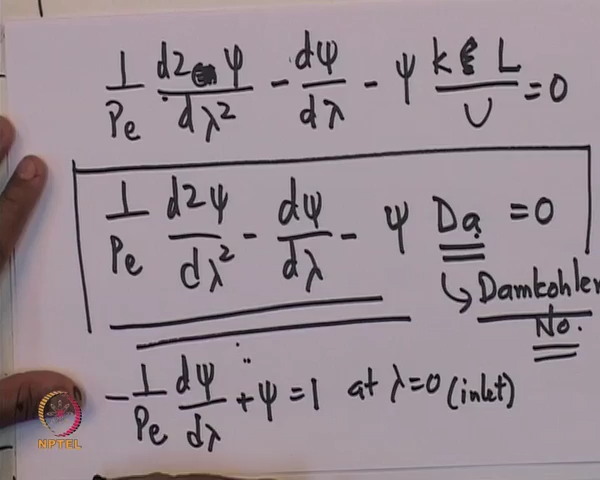 1/Pe d2ψ/dλ² - dψ/dλ - ψ k L/U = 0
1/Pe d2ψ/dλ² - dψ/dλ - ψ Da = 0
↳ Damkohler
No.
-1/Pe dψ/dλ + ψ = 1 at λ=0 (inlet)
NPTEL